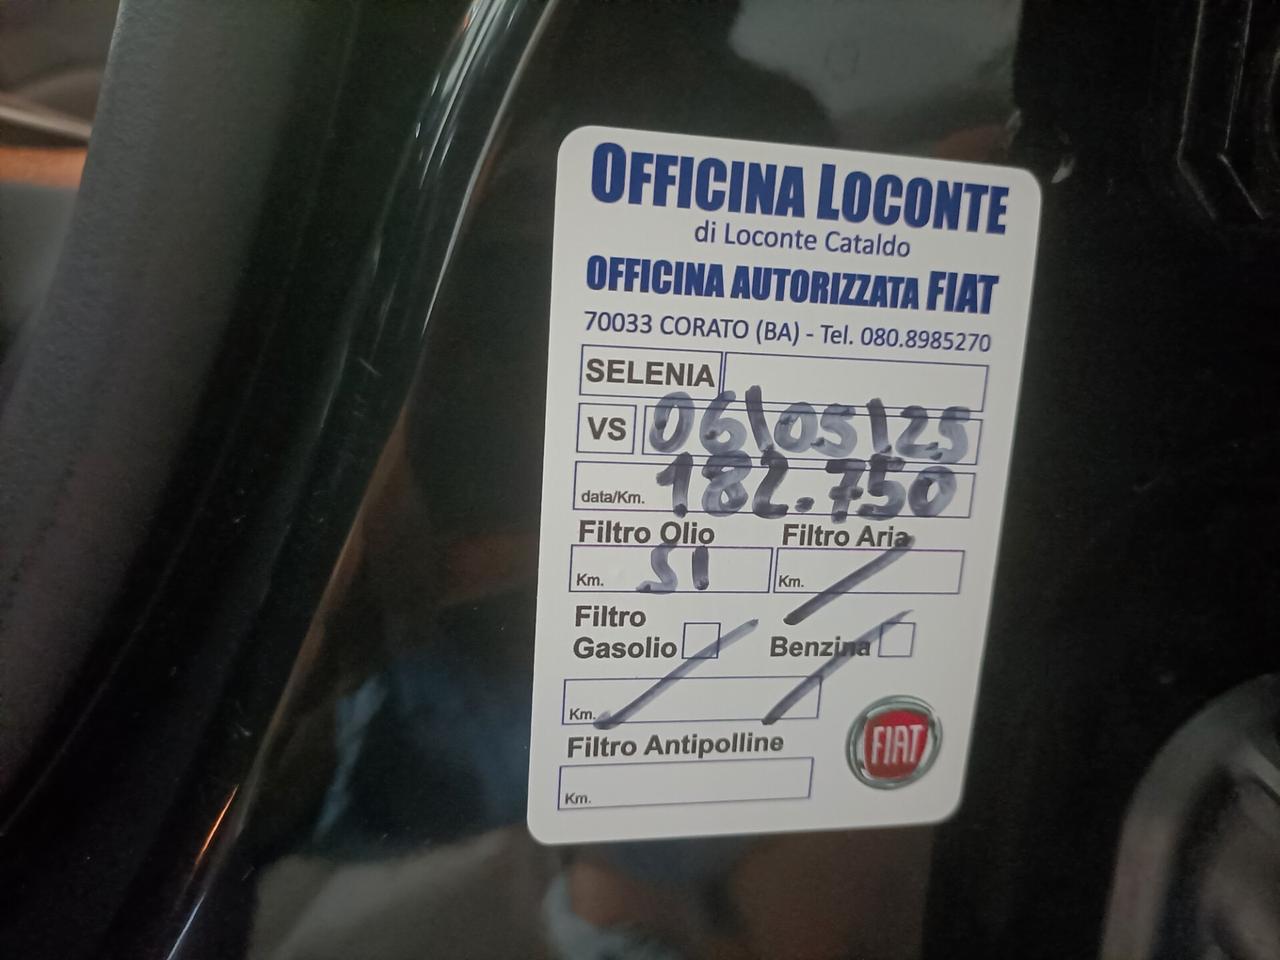 OFFICINA LOCONTE
di Loconte Cataldo
OFFICINA AUTORIZZATA FIAT
70033 CORATO (BA) - Tel. 080.8985270
SELENIA
VS 06\05\25
data/Km. 182.750
Filtro Olio Filtro Aria
Km. SI Km. /
Filtro
Gasolio Benzina
Km.
Filtro Antipolline
FIAT
Km.